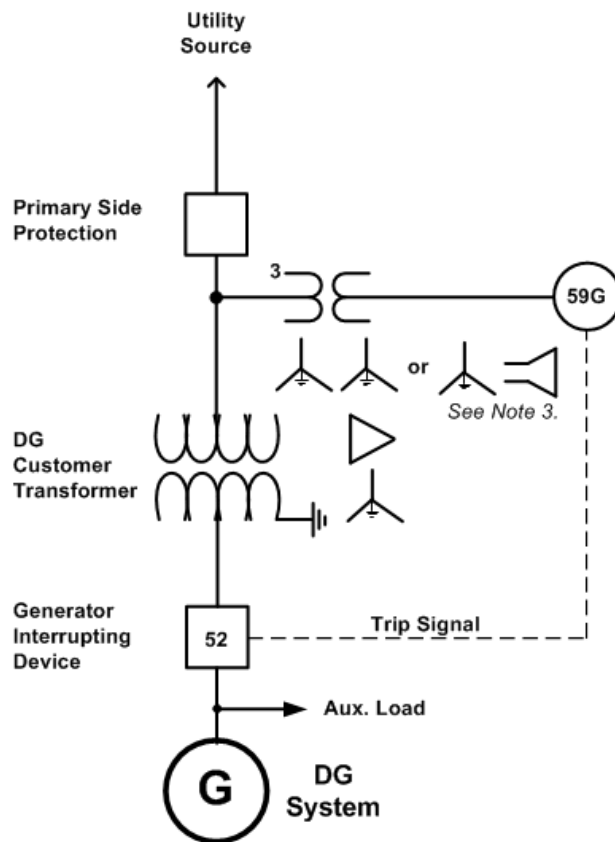 Utility
Source
Primary Side
Protection
3
59G
or
See Note 3.
DG
Customer
Transformer
Generator
Interrupting
Device
52
Trip Signal
Aux. Load
G
DG
System